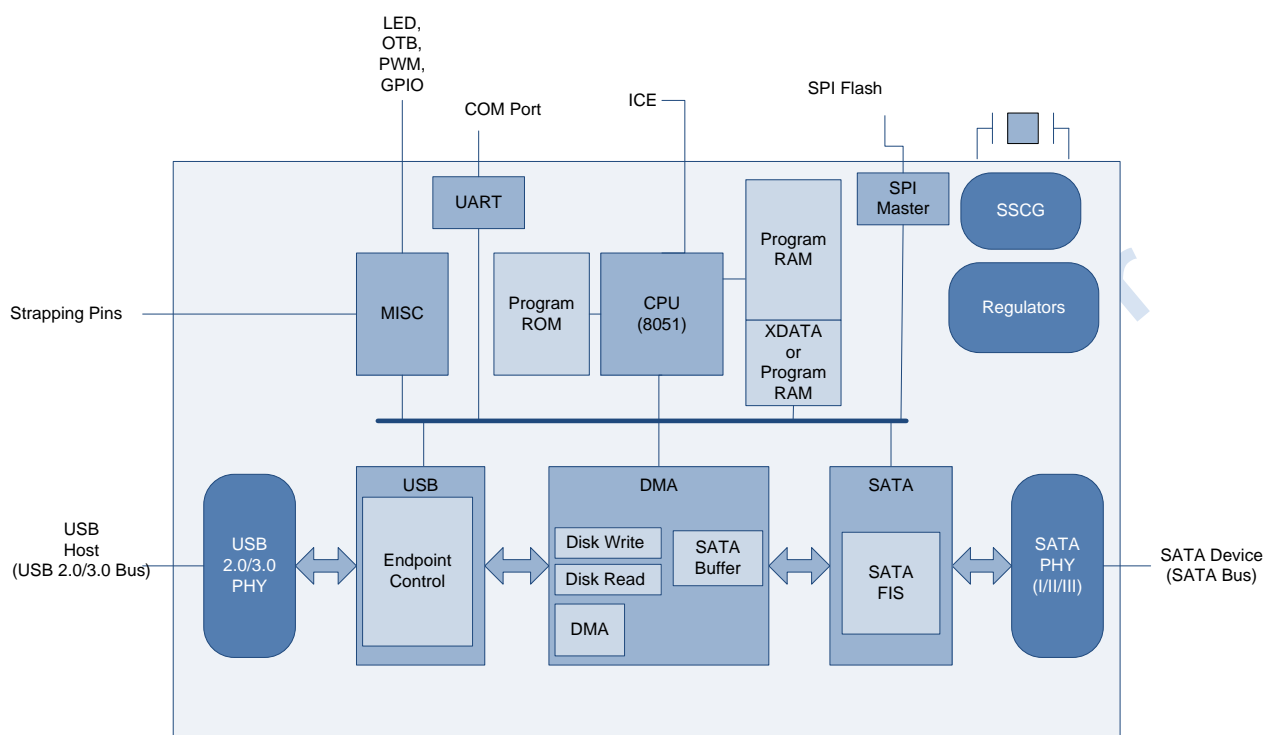 LED,
OTB,
PWM,
GPIO
COM Port
ICE
SPI Flash
UART
SPI
Master
SSCG
Program
RAM
MISC
Program
ROM
CPU
(8051)
Regulators
Strapping Pins
XDATA
or
Program
RAM
USB
DMA
SATA
USB
Host
(USB 2.0/3.0 Bus)
USB
2.0/3.0
PHY
Endpoint
Control
Disk Write
Disk Read
DMA
SATA
Buffer
SATA
FIS
SATA
PHY
(I/II/III)
SATA Device
(SATA Bus)
r